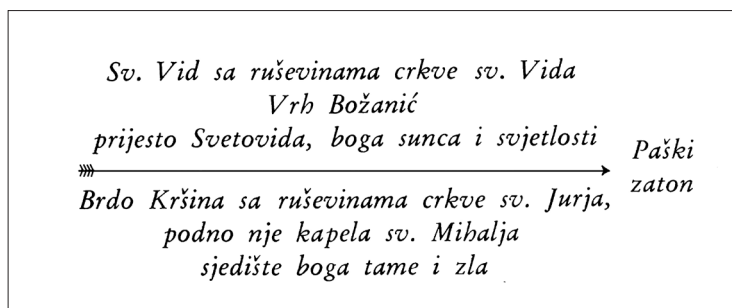 Sv. Vid sa ruševinama crkve sv. Vida
Vrh Božanić
prijesto Svetovida, boga sunca i svjetlosti
Paški
zaton
Brdo Kršina sa ruševinama crkve sv. Jurja,
podno nje kapela sv. Mihalja
sjedište boga tame i zla